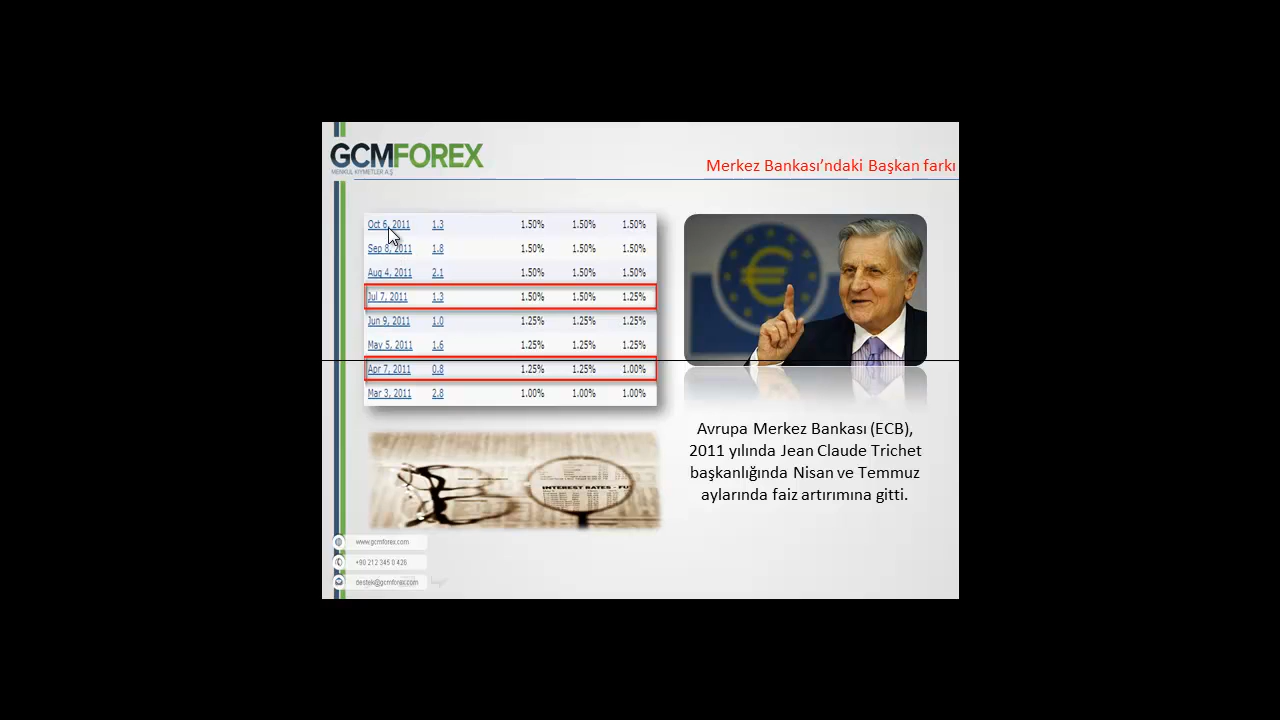 GCMFOREX
MENKUL KIYMETLER A.Ş
Merkez Bankası'ndaki Başkan farkı
Oct 6, 2011 1.3 1.50% 1.50% 1.50%
Sep 8, 2011 1.8 1.50% 1.50% 1.50%
Aug 4, 2011 2.1 1.50% 1.50% 1.50%
Jul 7, 2011 1.3 1.50% 1.50% 1.25%
Jun 9, 2011 1.0 1.25% 1.25% 1.25%
May 5, 2011 1.6 1.25% 1.25% 1.25%
Apr 7, 2011 0.8 1.25% 1.25% 1.00%
Mar 3, 2011 2.8 1.00% 1.00% 1.00%
Avrupa Merkez Bankası (ECB),
2011 yılında Jean Claude Trichet
başkanlığında Nisan ve Temmuz
aylarında faiz artırımına gitti.
INTEREST RATES - FU
www.gcmforex.com
+90 212 345 0 426
destek@gcmforex.com